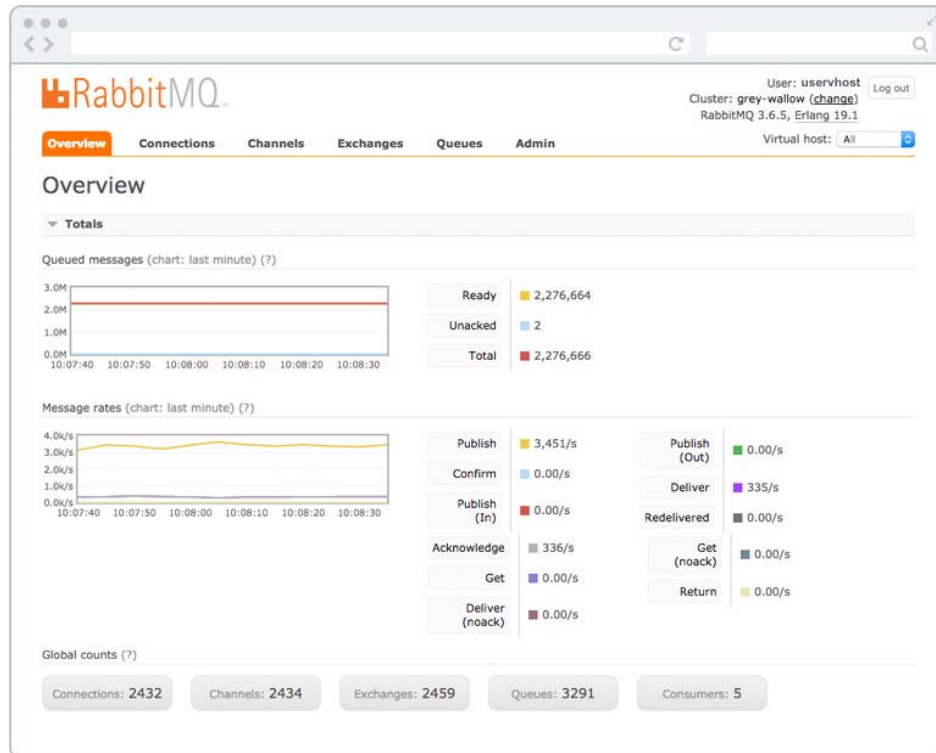 RabbitMQ
User: uservhost
Log out
Cluster: grey-wallow (change)
RabbitMQ 3.6.5, Erlang 19.1
Overview Connections Channels Exchanges Queues Admin
Virtual host: All
Overview
Totals
Queued messages (chart: last minute) (?)
3.0M
2.0M
1.0M
0.0M
10:07:40 10:07:50 10:08:00 10:08:10 10:08:20 10:08:30
Ready 2,276,664
Unacked 2
Total 2,276,666
Message rates (chart: last minute) (?)
4.0k/s
3.0k/s
2.0k/s
1.0k/s
0.0k/s
10:07:40 10:07:50 10:08:00 10:08:10 10:08:20 10:08:30
Publish 3,451/s
Confirm 0.00/s
Publish
(In) 0.00/s
Acknowledge 336/s
Get 0.00/s
Deliver
(noack) 0.00/s
Publish
(Out) 0.00/s
Deliver 335/s
Redelivered 0.00/s
Get
(noack) 0.00/s
Return 0.00/s
Global counts (?)
Connections: 2432 Channels: 2434 Exchanges: 2459 Queues: 3291 Consumers: 5